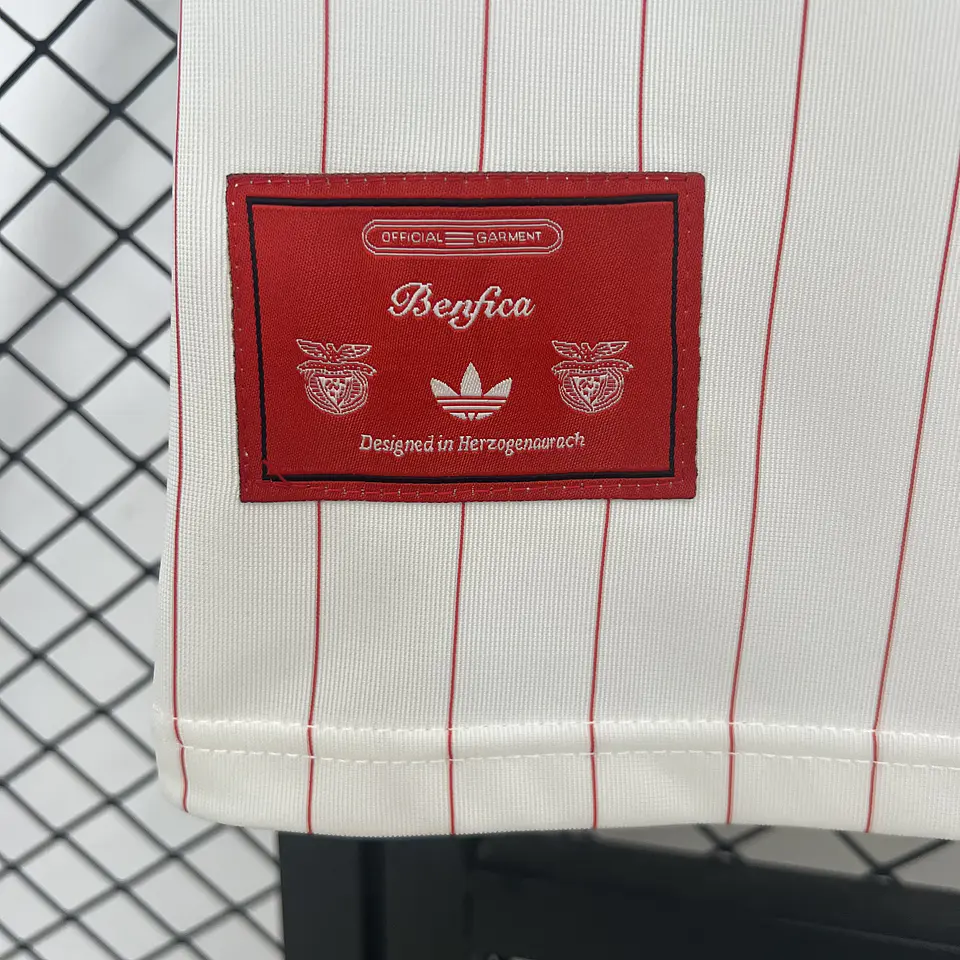 OFFICIAL GARMENT
Benfica
Designed in Herzogenaurach